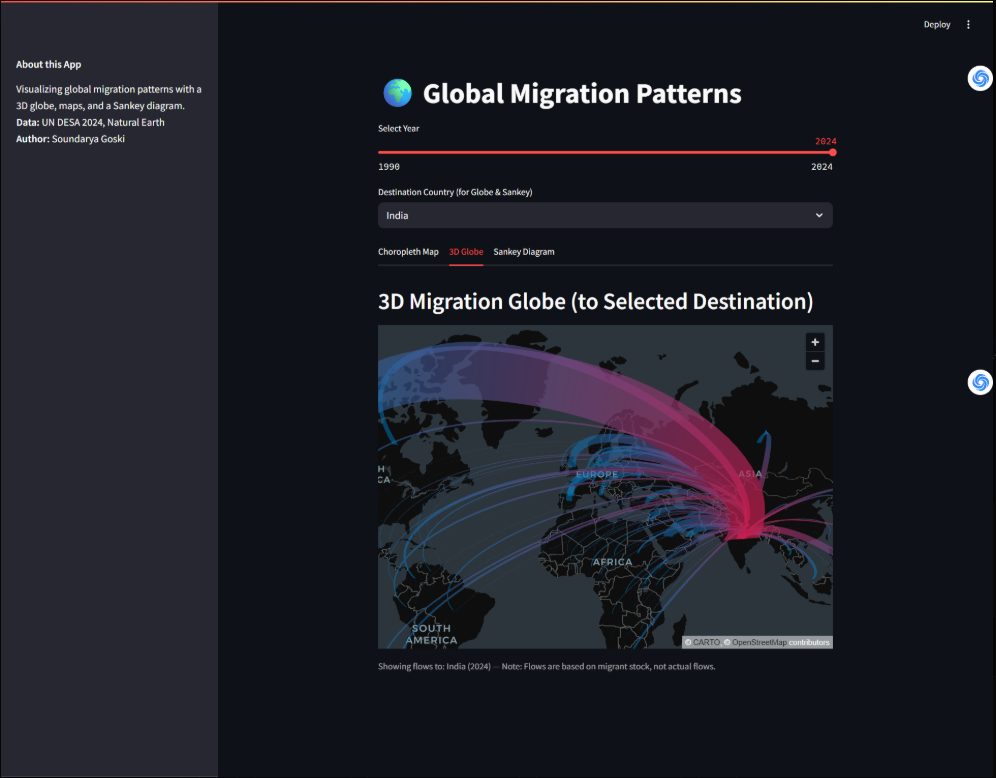 Deploy
About this App
Visualizing global migration patterns with a
3D globe, maps, and a Sankey diagram.
Data: UN DESA 2024, Natural Earth
Author: Soundarya Goski
Global Migration Patterns
Select Year
2024
1990
2024
Destination Country (for Globe & Sankey)
India
Choropleth Map
3D Globe
Sankey Diagram
3D Migration Globe (to Selected Destination)
+
−
H
CA
EUROPE
ASIA
AFRICA
SOUTH
AMERICA
© CARTO, © OpenStreetMap contributors
Showing flows to: India (2024) — Note: Flows are based on migrant stock, not actual flows.